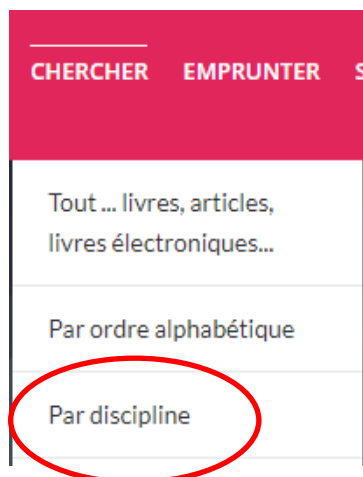 CHERCHER EMPRUNTER S
Tout ... livres, articles,
livres électroniques...
Par ordre alphabétique
Par discipline